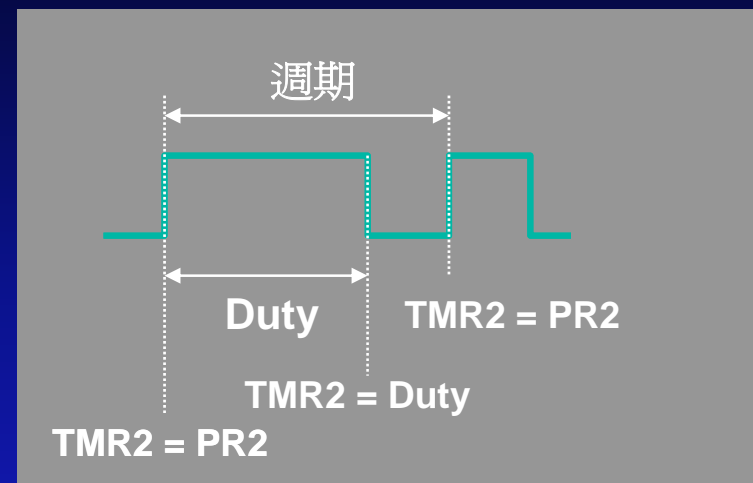 週期
Duty
TMR2 = PR2
TMR2 = Duty
TMR2 = PR2